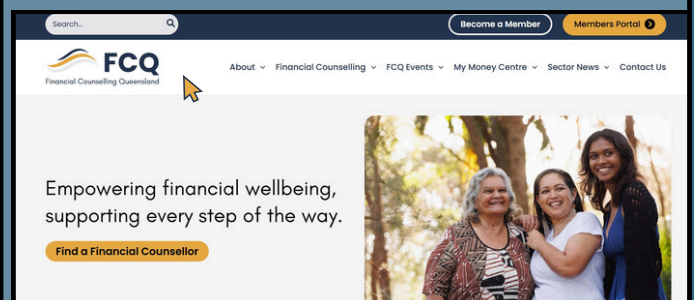 Search...
Become a Member
Members Portal
FCQ
Financial Counselling Queensland
About
Financial Counselling
FCQ Events
My Money Centre
Sector News
Contact Us
Empowering financial wellbeing,
supporting every step of the way.
Find a Financial Counsellor